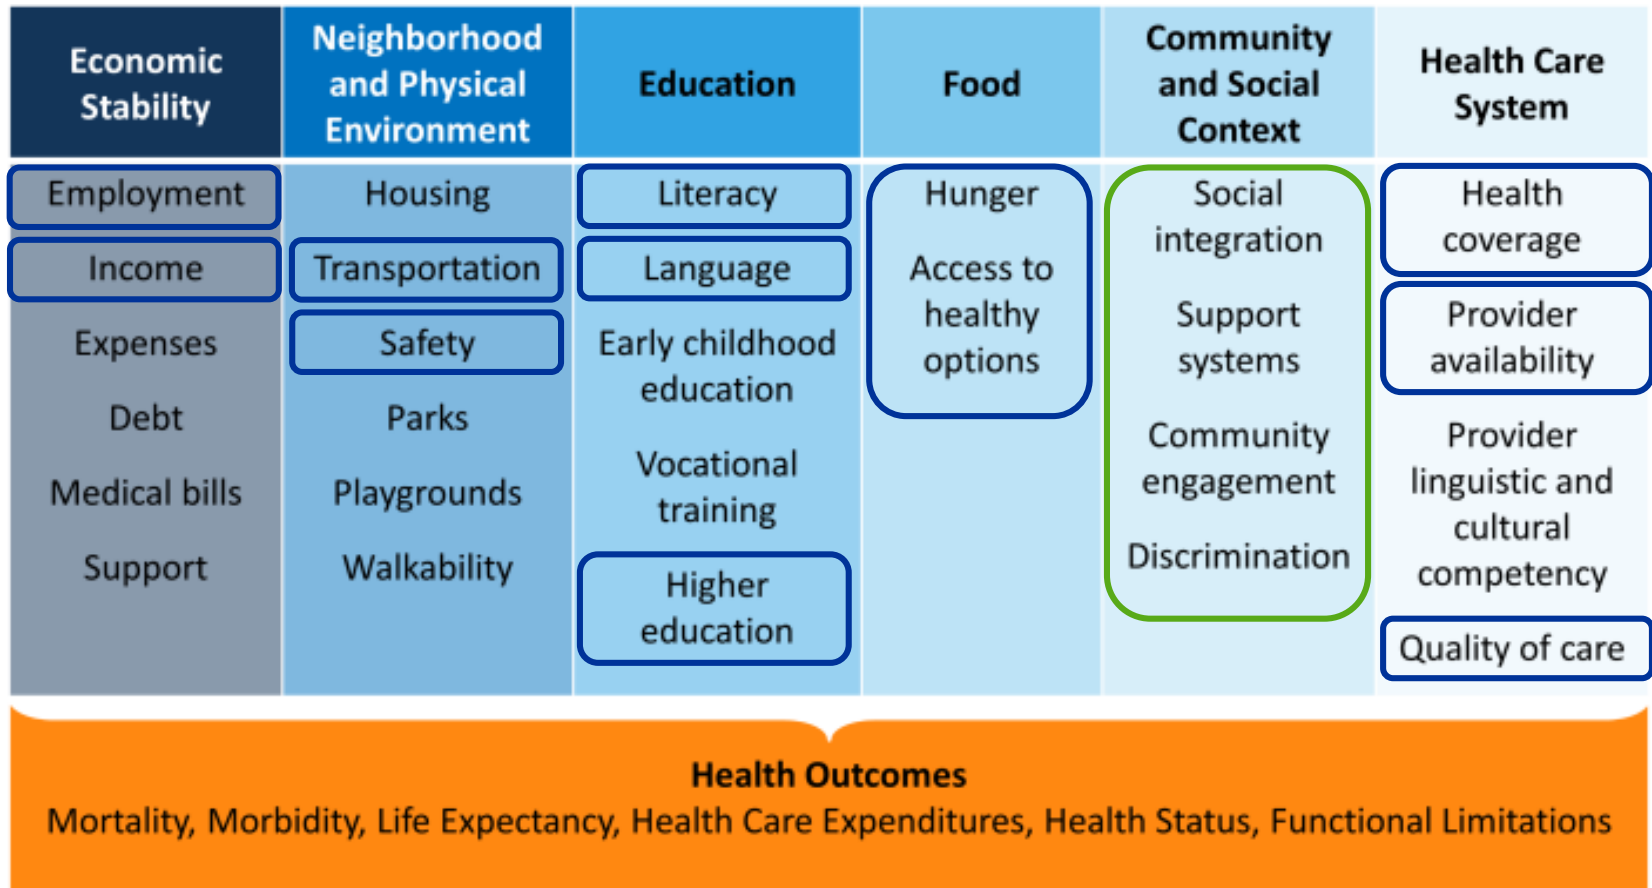 Economic
Stability
Neighborhood
and Physical
Environment
Education
Food
Community
and Social
Context
Health Care
System
Employment
Income
Expenses
Debt
Medical bills
Support
Housing
Transportation
Safety
Parks
Playgrounds
Walkability
Literacy
Language
Early childhood
education
Vocational
training
Higher
education
Hunger
Access to
healthy
options
Social
integration
Support
systems
Community
engagement
Discrimination
Health
coverage
Provider
availability
Provider
linguistic and
cultural
competency
Quality of care
Health Outcomes
Mortality, Morbidity, Life Expectancy, Health Care Expenditures, Health Status, Functional Limitations